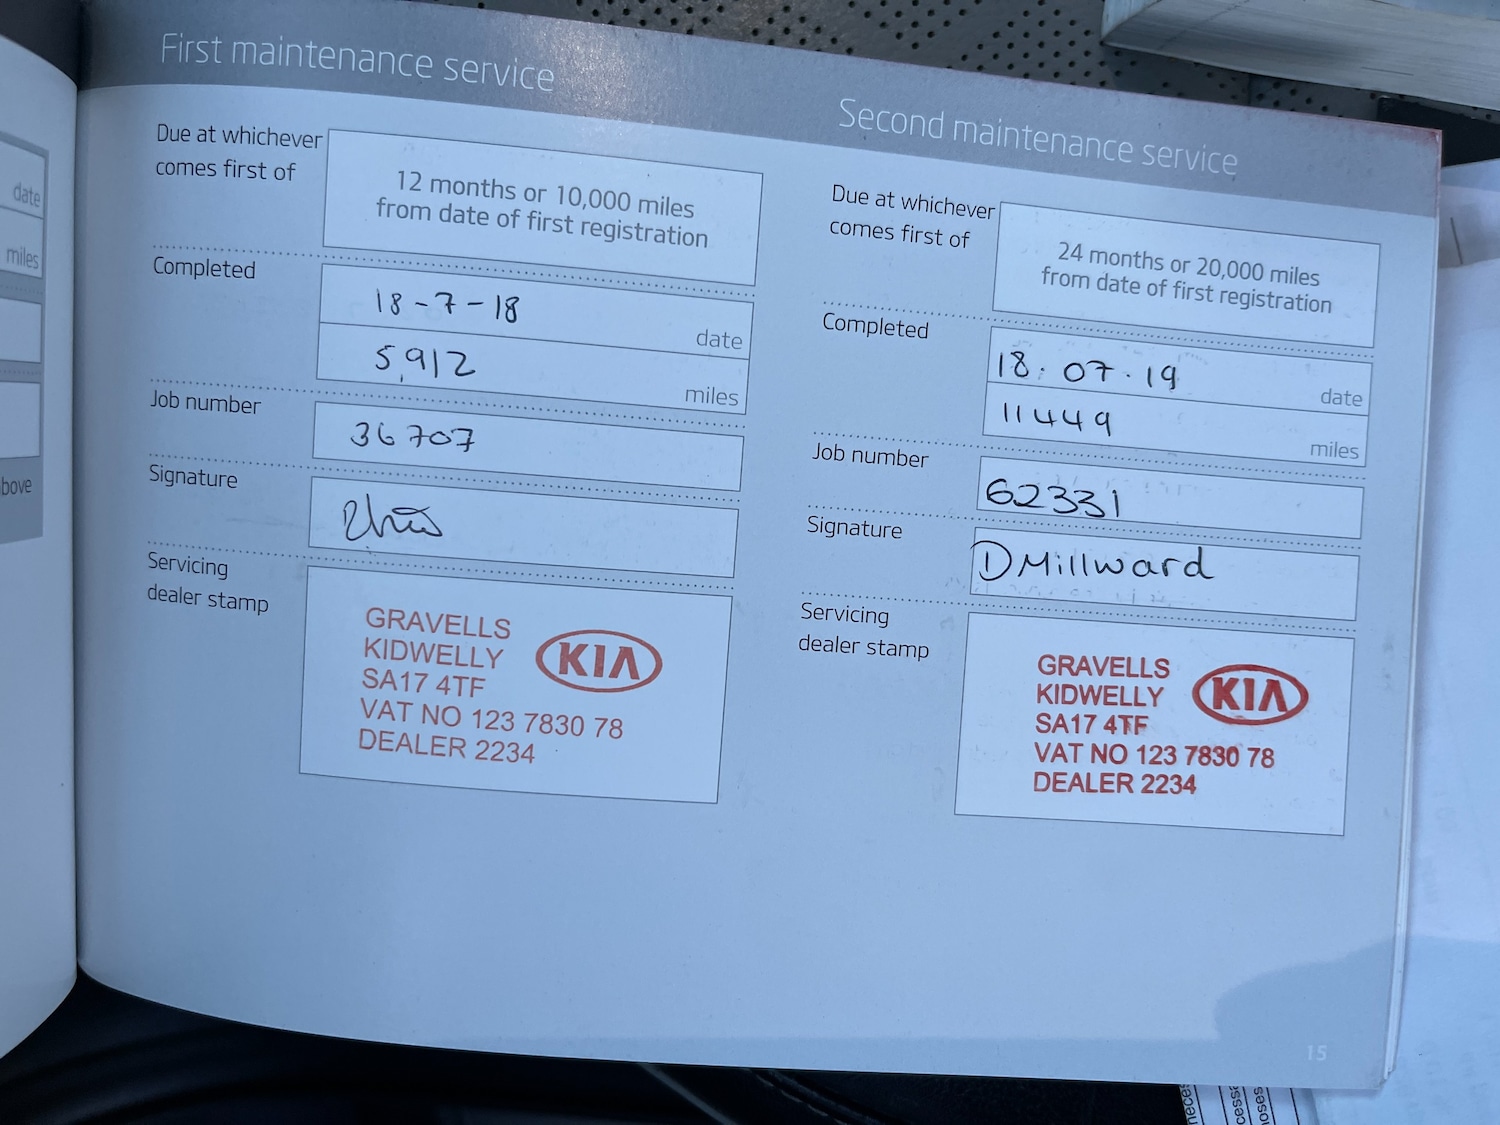 date
miles
bove
First maintenance service
Due at whichever
comes first of
12 months or 10,000 miles
from date of first registration
Completed
18-7-18
date
5,912
miles
Job number
36707
Signature
Servicing
dealer stamp
GRAVELLS
KIDWELLY
SA17 4TF
VAT NO 123 7830 78
DEALER 2234
KIA
Second maintenance service
Due at whichever
comes first of
24 months or 20,000 miles
from date of first registration
Completed
18.07.19
date
11449
miles
Job number
62331
Signature
D Millward
Servicing
dealer stamp
GRAVELLS
KIDWELLY
SA17 4TF
VAT NO 123 7830 78
DEALER 2234
KIA
15